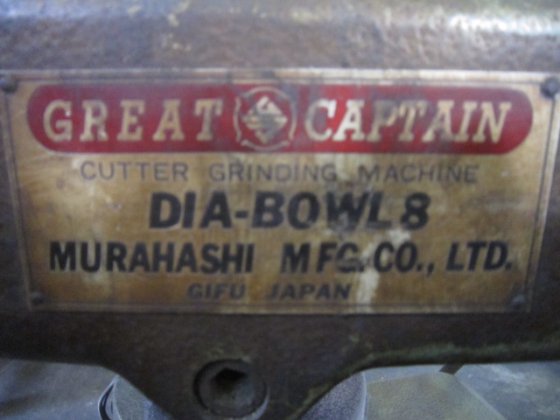 GREAT CAPTAIN
CUTTER GRINDING MACHINE
DIA-BOWL 8
MURAHASHI MFG. CO., LTD.
GIFU JAPAN